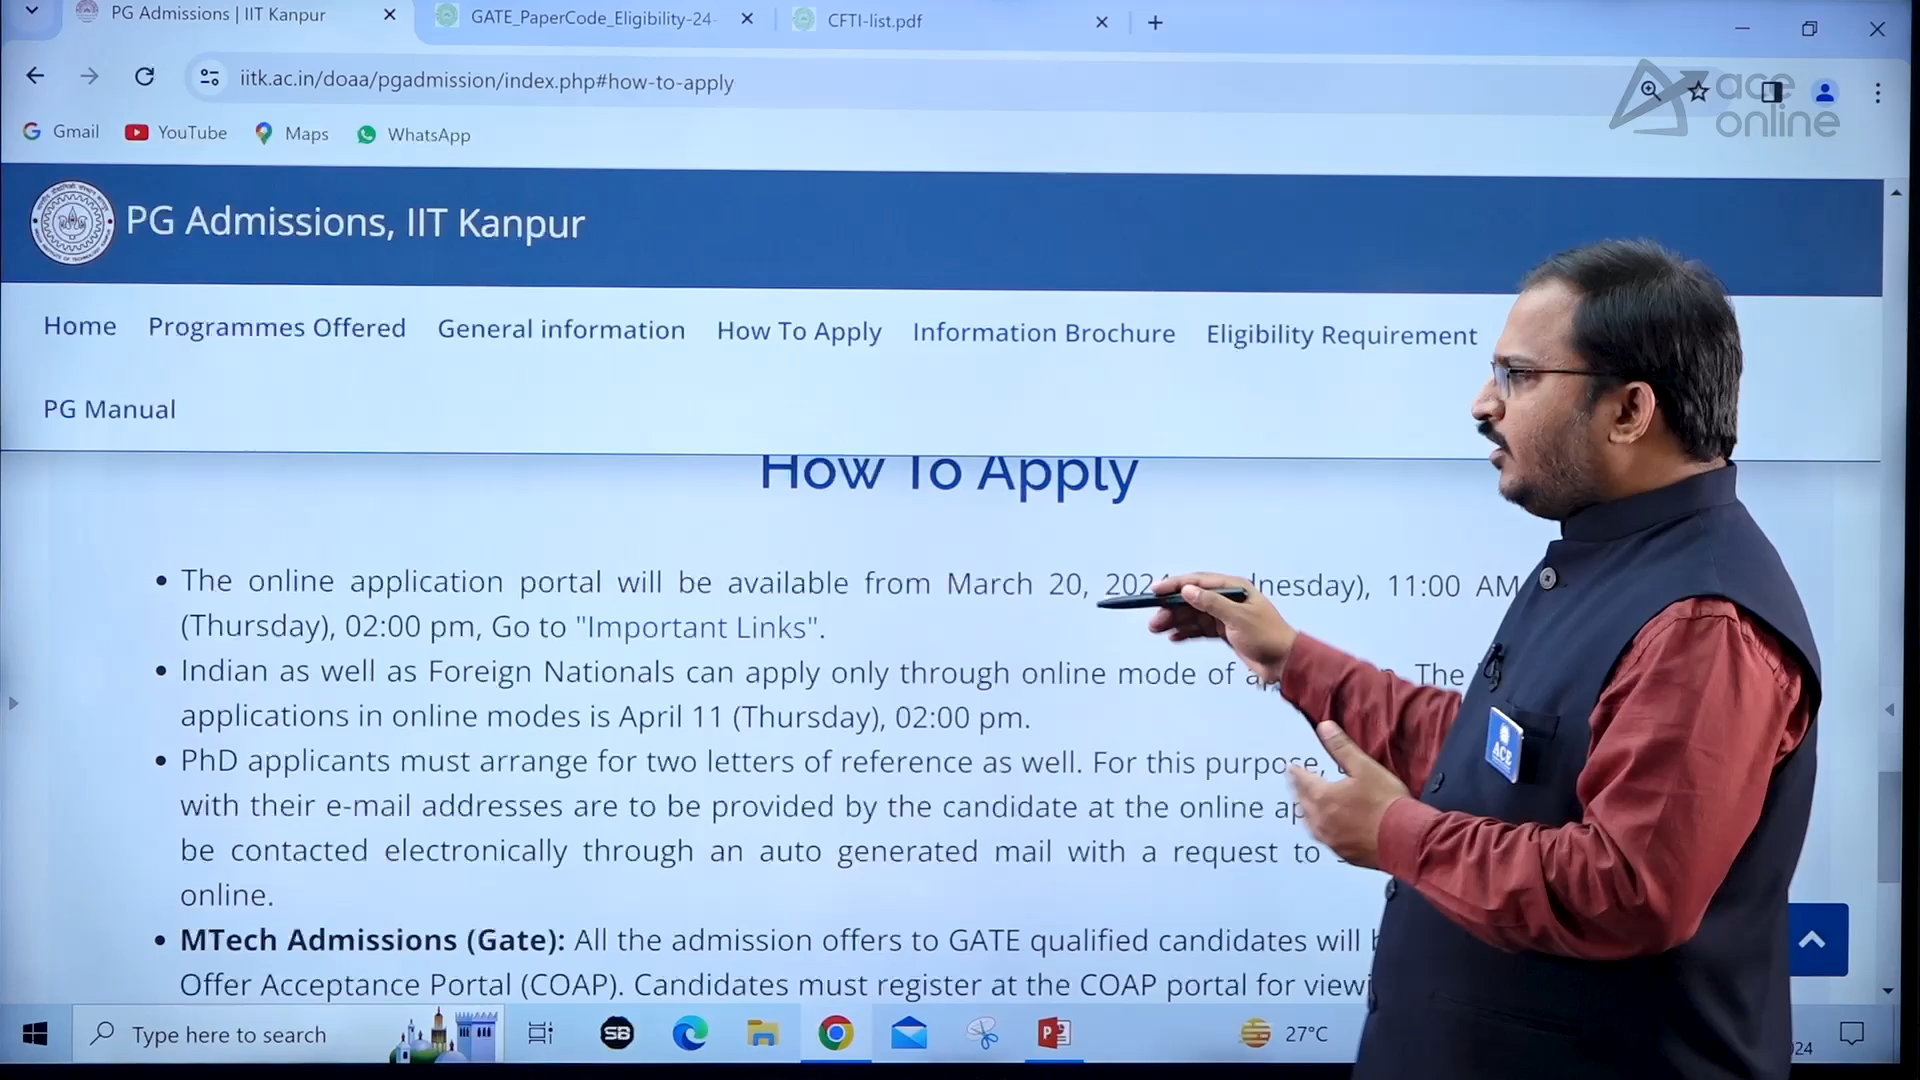 PG Admissions | IIT Kanpur
GATE_PaperCode_Eligibility-24-
CFTI-list.pdf
iitk.ac.in/doaa/pgadmission/index.php#how-to-apply
ace
online
Gmail
YouTube
Maps
WhatsApp
PG Admissions, IIT Kanpur
Home
Programmes Offered
General information
How To Apply
Information Brochure
Eligibility Requirement
PG Manual
How To Apply
The online application portal will be available from March 20, 11:00 AM
(Thursday), 02:00 pm, Go to "Important Links".
Indian as well as Foreign Nationals can apply only through online mode of The
applications in online modes is April 11 (Thursday), 02:00 pm.
PhD applicants must arrange for two letters of reference as well. For this purpose,
with their e-mail addresses are to be provided by the candidate at the online
be contacted electronically through an auto generated mail with a request to
online.
MTech Admissions (Gate): All the admission offers to GATE qualified candidates will
Offer Acceptance Portal (COAP). Candidates must register at the COAP portal for
ACE
Type here to search
SB
27°C